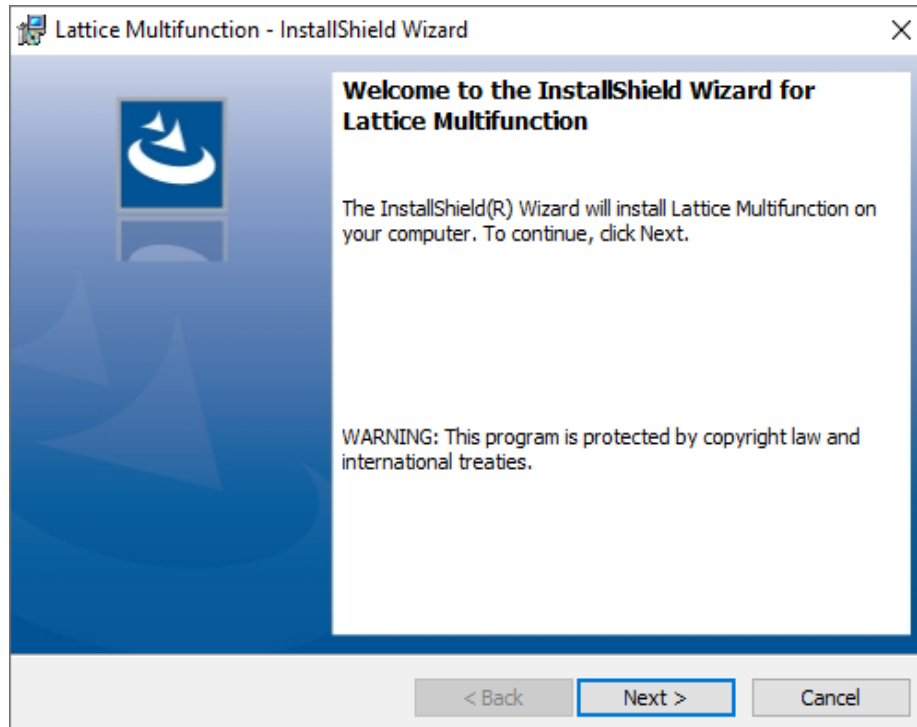 Lattice Multifunction - InstallShield Wizard
Welcome to the InstallShield Wizard for
Lattice Multifunction
The InstallShield(R) Wizard will install Lattice Multifunction on
your computer. To continue, click Next.
WARNING: This program is protected by copyright law and
international treaties.
< Back
Next >
Cancel